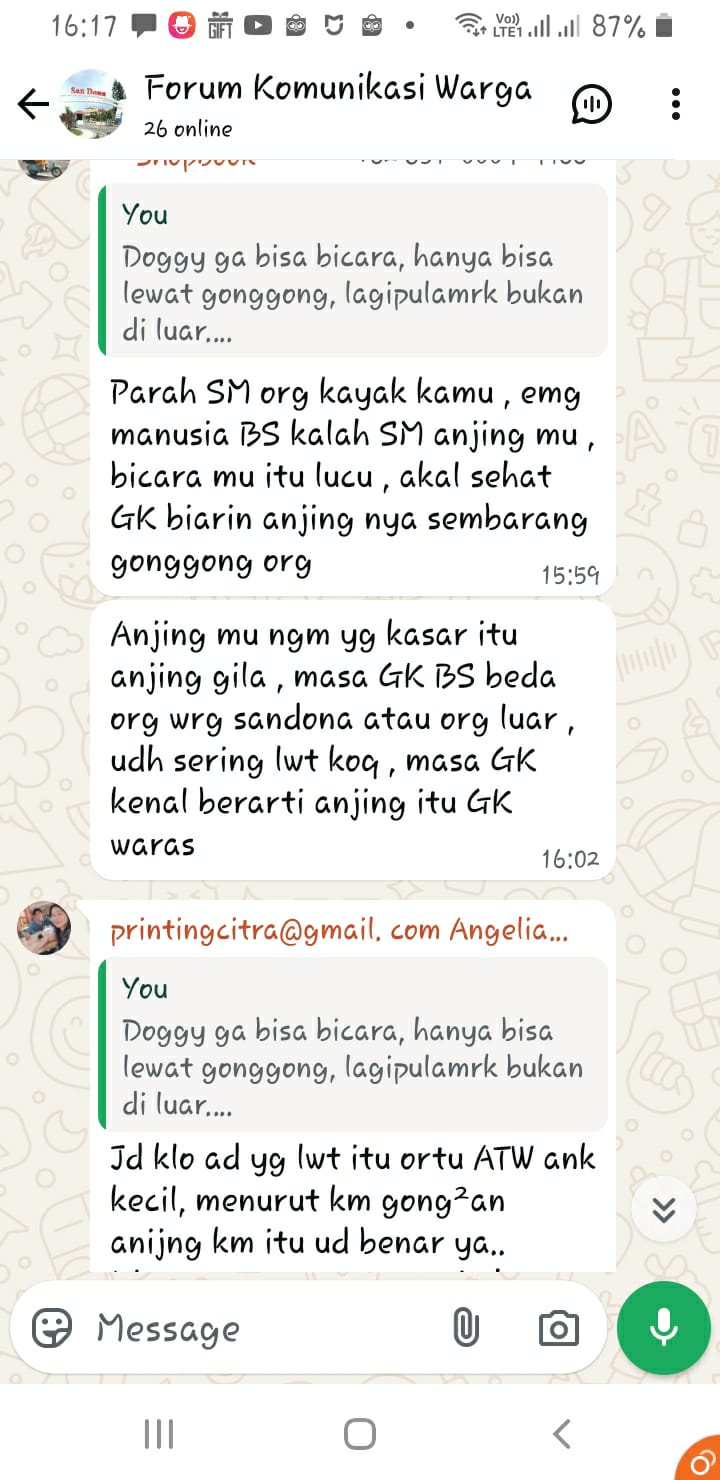 16:17
GIFT
Vo))
LTE1
87%
San Dona
Forum Komunikasi Warga
26 online
You
Doggy ga bisa bicara, hanya bisa
lewat gonggong, lagipulamrk bukan
di luar....
Parah SM org kayak kamu , emg
manusia BS kalah SM anjing mu ,
bicara mu itu lucu , akal sehat
GK biarin anjing nya sembarang
gonggong org
15:59
Anjing mu ngm yg kasar itu
anjing gila , masa GK BS beda
org wrg sandona atau org luar ,
udh sering lwt koq , masa GK
kenal berarti anjing itu GK
waras
16:02
printingcitra@gmail. com Angelia...
You
Doggy ga bisa bicara, hanya bisa
lewat gonggong, lagipulamrk bukan
di luar....
Jd klo ad yg lwt itu ortu ATW ank
kecil, menurut km gong²an
anijng km itu ud benar ya..
Message